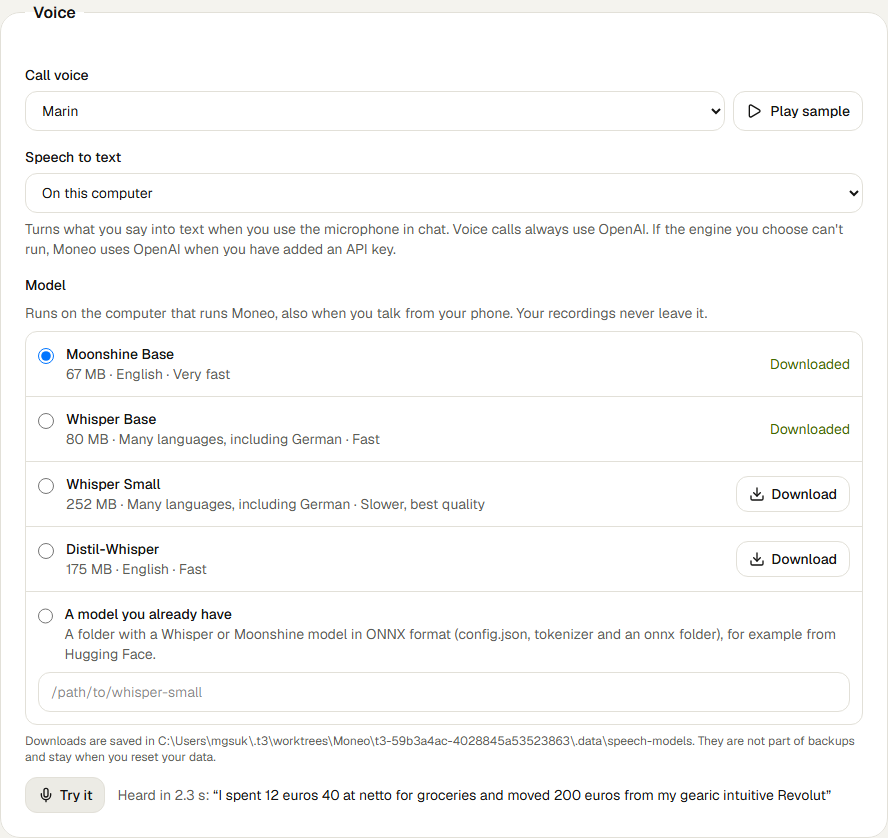 Voice
Call voice
Marin
Play sample
Speech to text
On this computer
Turns what you say into text when you use the microphone in chat. Voice calls always use OpenAI. If the engine you choose can't
run, Moneo uses OpenAI when you have added an API key.
Model
Runs on the computer that runs Moneo, also when you talk from your phone. Your recordings never leave it.
Moonshine Base
67 MB · English · Very fast
Downloaded
Whisper Base
80 MB · Many languages, including German · Fast
Downloaded
Whisper Small
252 MB · Many languages, including German · Slower, best quality
Download
Distil-Whisper
175 MB · English · Fast
Download
A model you already have
A folder with a Whisper or Moonshine model in ONNX format (config.json, tokenizer and an onnx folder), for example from
Hugging Face.
/path/to/whisper-small
Downloads are saved in C:\Users\mgsuk\.t3\worktrees\Moneo\t3-59b3a4ac-4028845a53523863\.data\speech-models. They are not part of backups
and stay when you reset your data.
Try it
Heard in 2.3 s: “I spent 12 euros 40 at netto for groceries and moved 200 euros from my gearic intuitive Revolut”